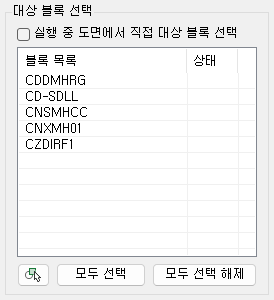 대상 블록 선택
실행 중 도면에서 직접 대상 블록 선택
블록 목록 상태
CDDMHRG
CD-SDLL
CNSMHCC
CNXMH01
CZDIRF1
모두 선택 모두 선택 해제